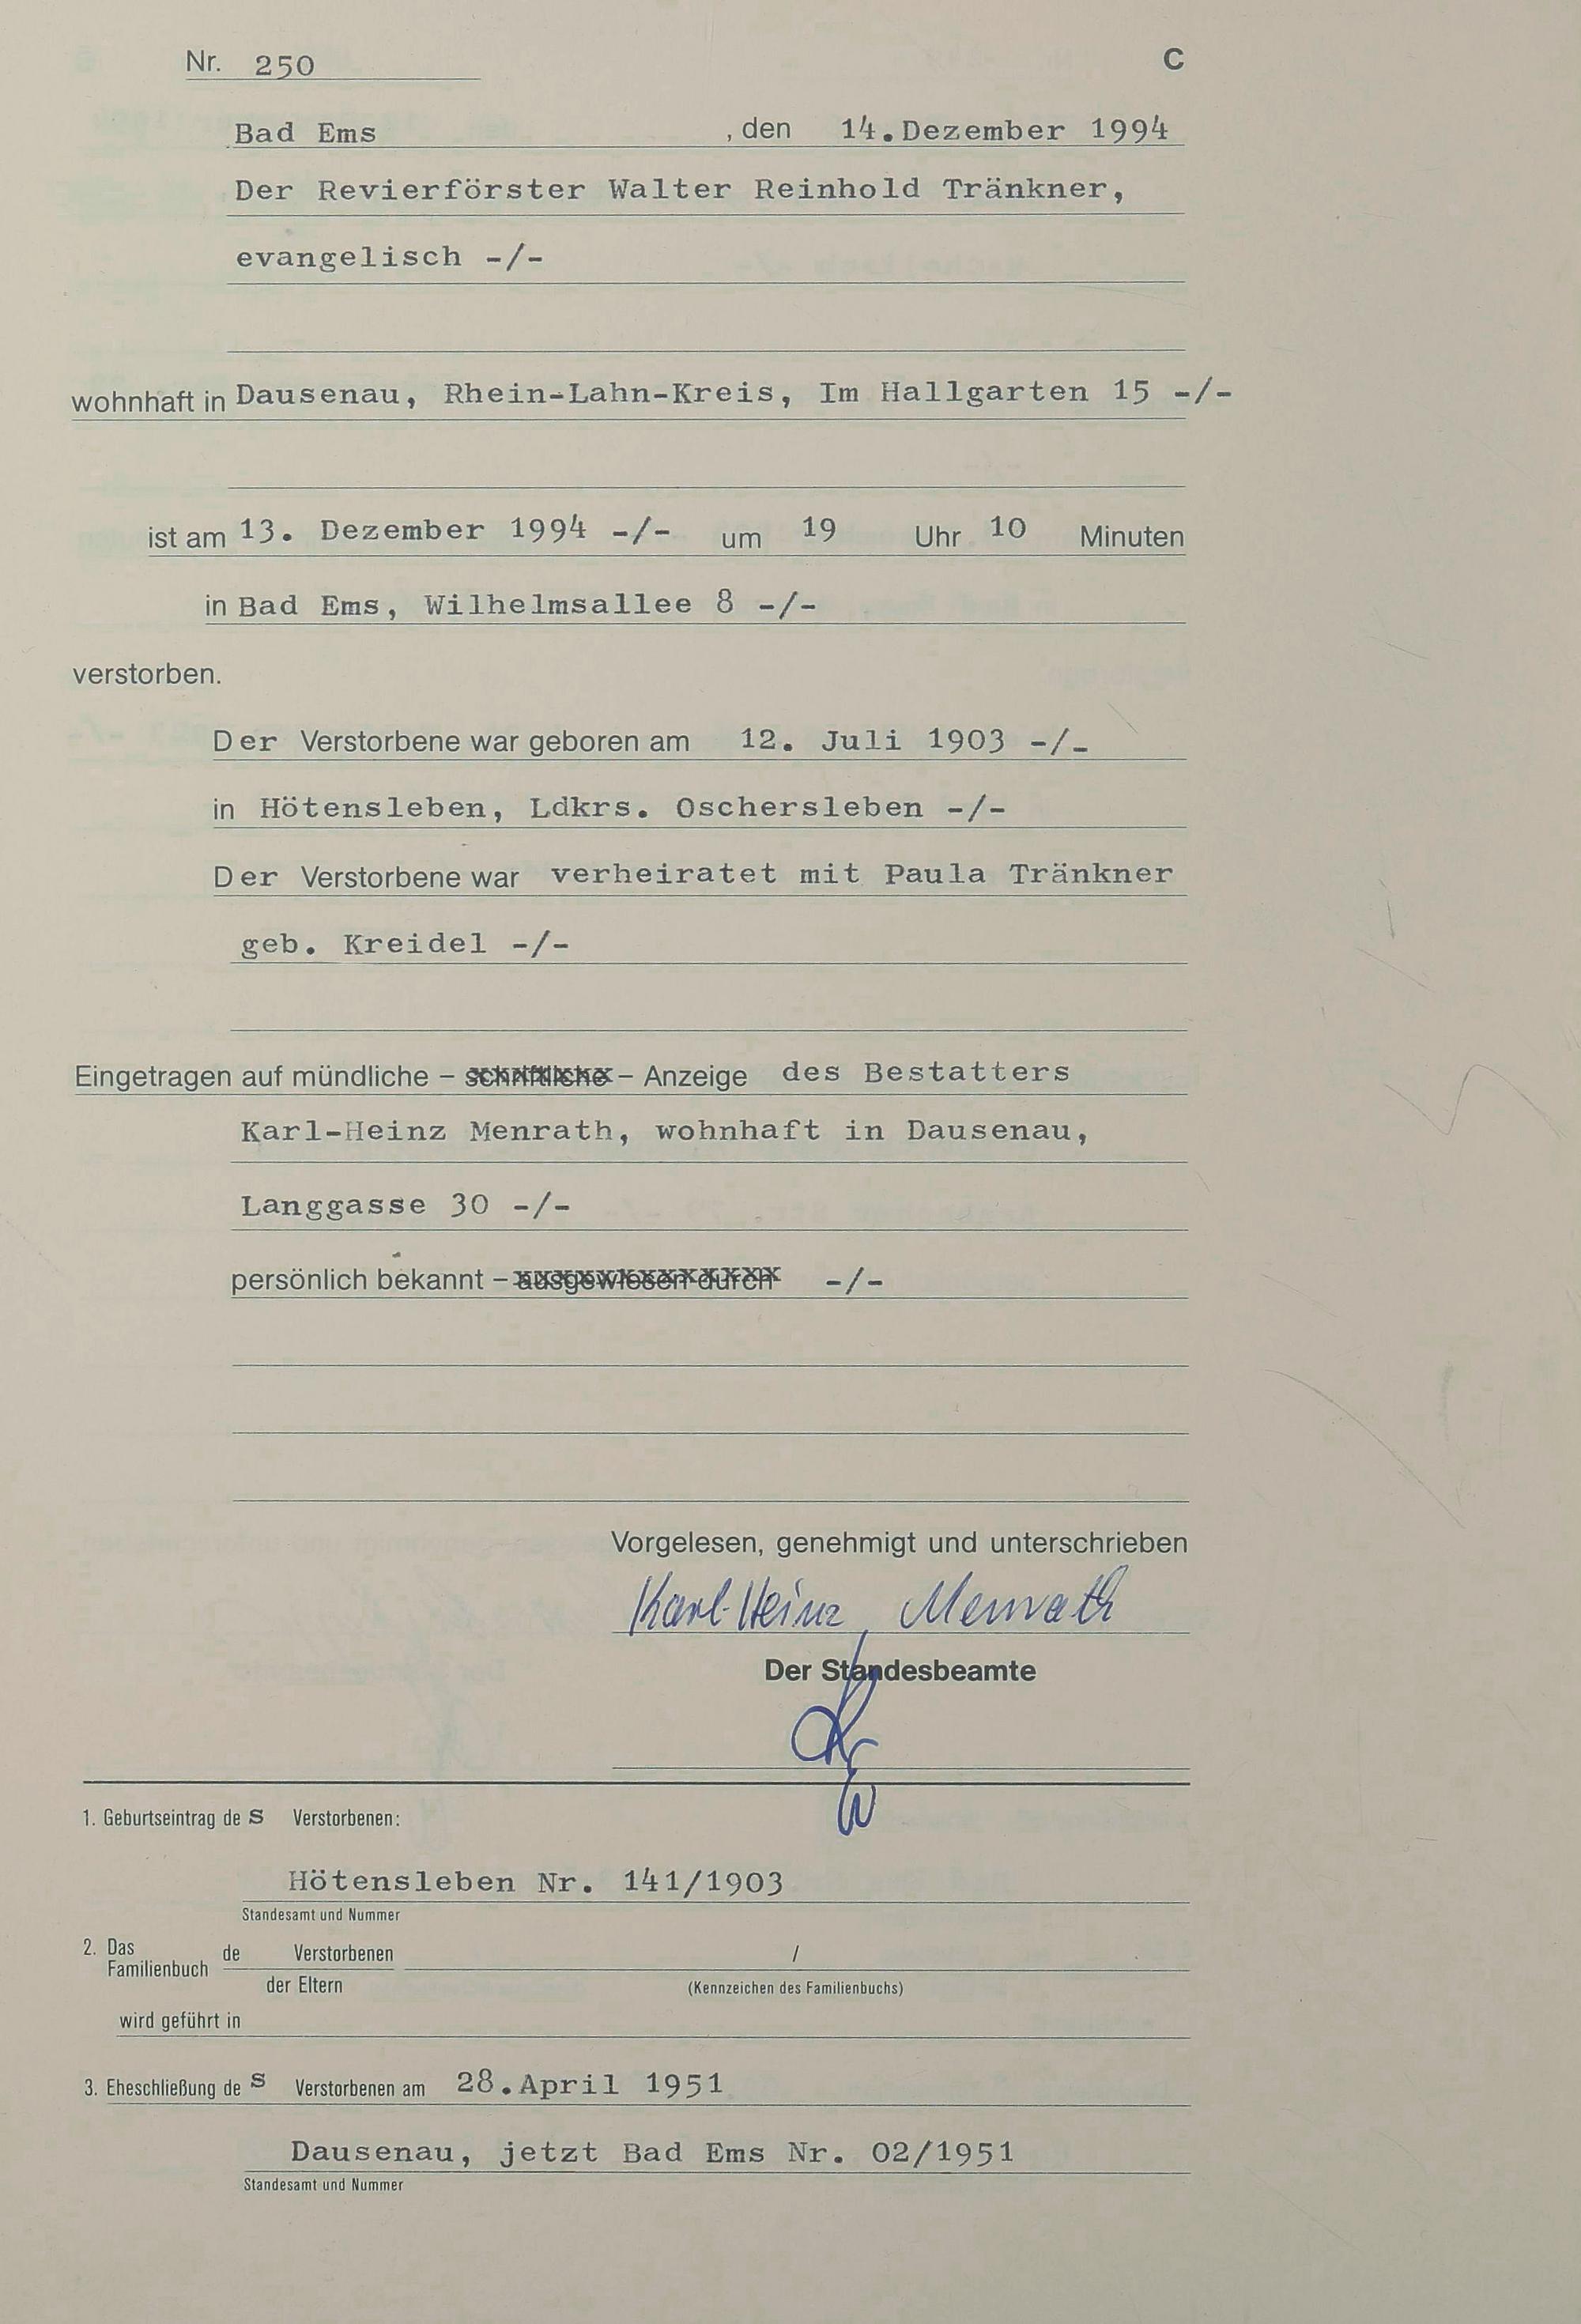 Nr. 250 C
Bad Ems , den 14.Dezember 1994
Der Revierförster Walter Reinhold Tränkner,
evangelisch -/-
wohnhaft in Dausenau, Rhein-Lahn-Kreis, Im Hallgarten 15 -/-
ist am 13. Dezember 1994 -/- um 19 Uhr 10 Minuten
in Bad Ems, Wilhelmsallee 8 -/-
verstorben.
Der Verstorbene war geboren am 12. Juli 1903 -/-
in Hötensleben, Ldkrs. Oschersleben -/-
Der Verstorbene war verheiratet mit Paula Tränkner
geb. Kreidel -/-
Eingetragen auf mündliche – schriftliche – Anzeige des Bestatters
Karl-Heinz Menrath, wohnhaft in Dausenau,
Langgasse 30 -/-
persönlich bekannt – ausgewiesen durch -/-
Vorgelesen, genehmigt und unterschrieben
Karl-Heinz Menrath
Der Standesbeamte
1. Geburtseintrag de s Verstorbenen:
Hötensleben Nr. 141/1903
Standesamt und Nummer
2. Das Familienbuch de Verstorbenen /
der Eltern (Kennzeichen des Familienbuchs)
wird geführt in
3. Eheschließung de s Verstorbenen am 28.April 1951
Dausenau, jetzt Bad Ems Nr. 02/1951
Standesamt und Nummer